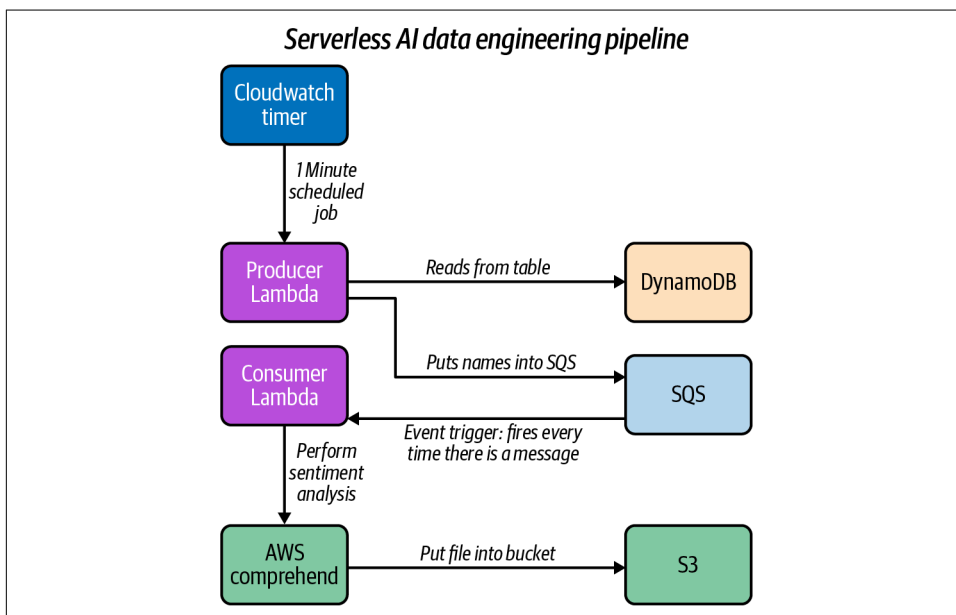 Serverless AI data engineering pipeline
Cloudwatch
timer
1 Minute
scheduled
job
Producer
Lambda
Reads from table
DynamoDB
Puts names into SQS
SQS
Consumer
Lambda
Event trigger: fires every
time there is a message
Perform
sentiment
analysis
AWS
comprehend
Put file into bucket
S3